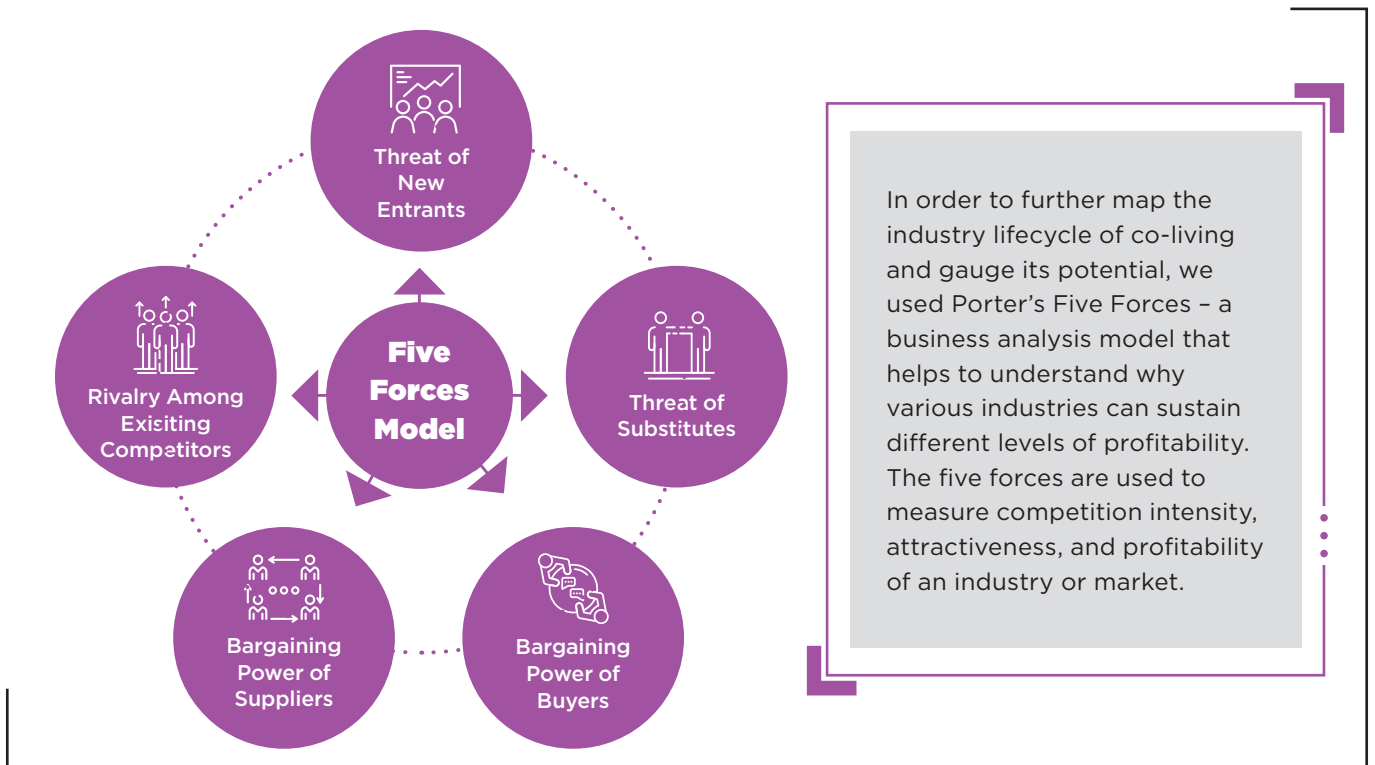 Threat of
New
Entrants
Rivalry Among
Exisiting
Competitors
Five
Forces
Model
Threat of
Substitutes
Bargaining
Power of
Suppliers
Bargaining
Power of
Buyers
In order to further map the
industry lifecycle of co-living
and gauge its potential, we
used Porter's Five Forces – a
business analysis model that
helps to understand why
various industries can sustain
different levels of profitability.
The five forces are used to
measure competition intensity,
attractiveness, and profitability
of an industry or market.